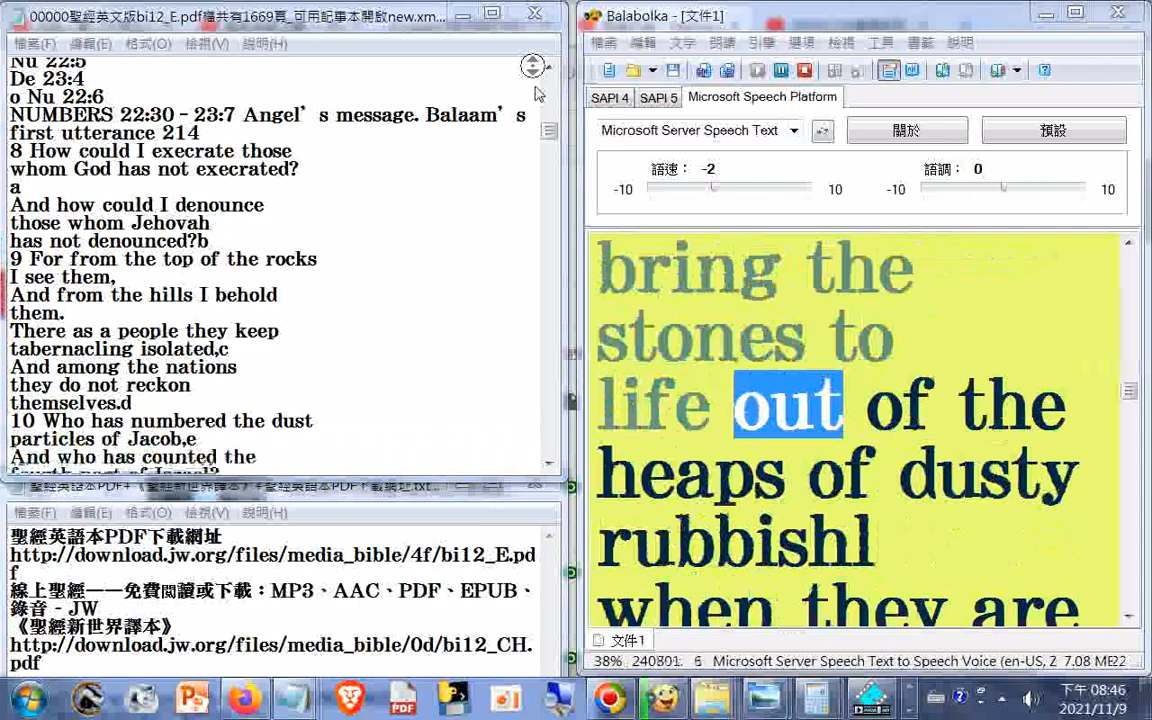 00000聖經英文版bi12_E.pdf檔共有1669頁_可用記事本開啟new.xm...
檔案(F) 編輯(E) 格式(O) 檢視(V) 說明(H)
Nu 22:5
De 23:4
o Nu 22:6
NUMBERS 22:30 - 23:7 Angel’s message. Balaam’s
first utterance 214
8 How could I execrate those
whom God has not execrated?
a
And how could I denounce
those whom Jehovah
has not denounced?b
9 For from the top of the rocks
I see them,
And from the hills I behold
them.
There as a people they keep
tabernacling isolated,c
And among the nations
they do not reckon
themselves.d
10 Who has numbered the dust
particles of Jacob,e
And who has counted the
fourth part of Israel?
聖經英語本PDF+《聖經新世界譯本》+聖經英語本PDF下載網址.txt...
檔案(F) 編輯(E) 格式(O) 檢視(V) 說明(H)
聖經英語本PDF下載網址
http://download.jw.org/files/media_bible/4f/bi12_E.pd
f
線上聖經——免費閱讀或下載：MP3、AAC、PDF、EPUB、
錄音 - JW
《聖經新世界譯本》
http://download.jw.org/files/media_bible/0d/bi12_CH.
pdf
Balabolka - [文件1]
檔案 編輯 文字 朗讀 引擎 選項 檢視 工具 書籤 說明
SAPI 4 SAPI 5 Microsoft Speech Platform
Microsoft Server Speech Text 關於 預設
語速： -2 語調： 0
-10 10 -10 10
bring the
stones to
life out of the
heaps of dusty
rubbishl
when they are
文件1
38% 240801. 6 Microsoft Server Speech Text to Speech Voice (en-US, Z 7.08 ME22
PDF
下午 08:46
2021/11/9